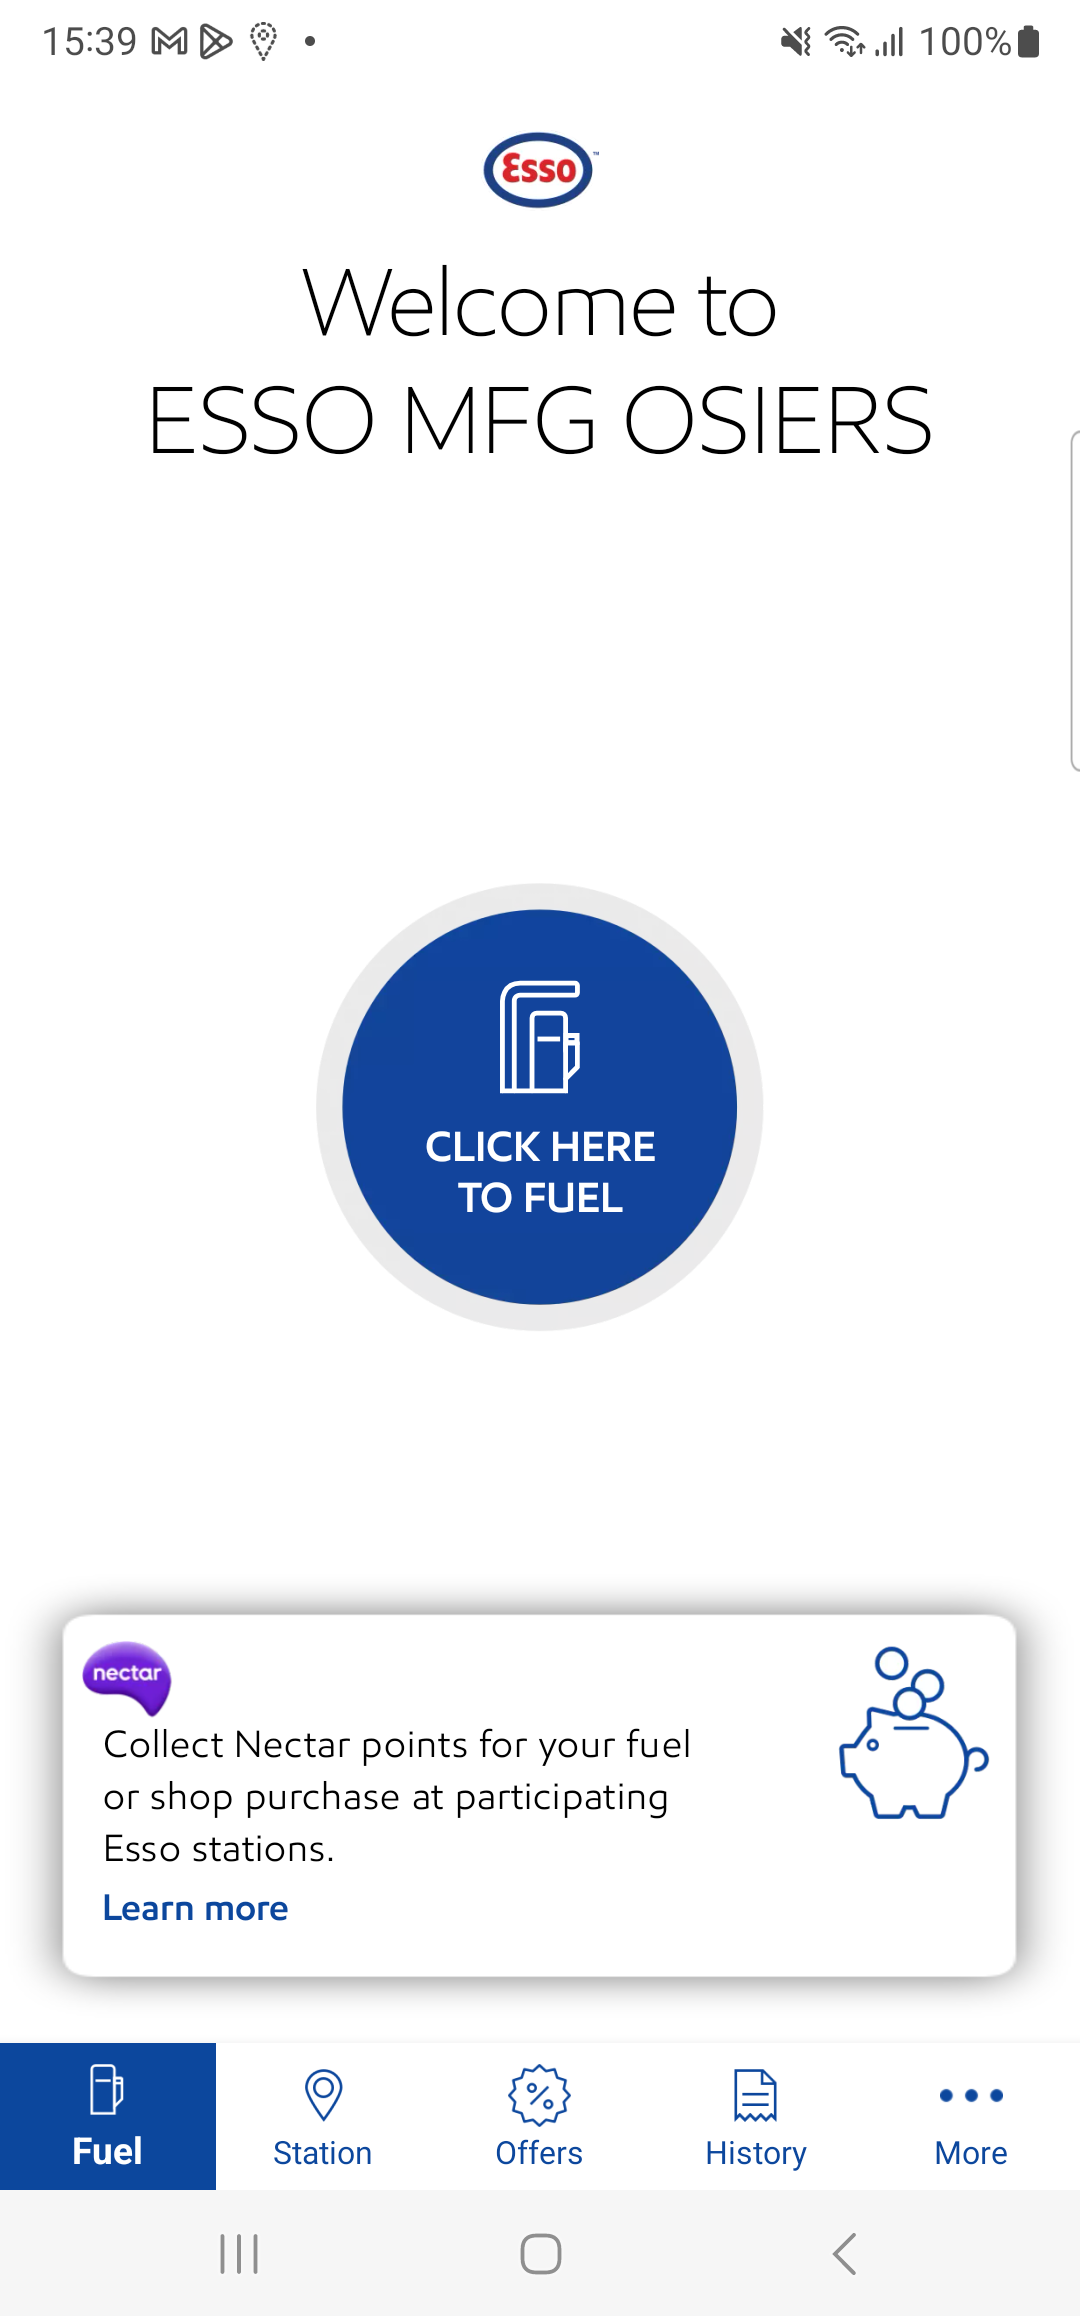 15:39
100%
Esso
Welcome to
ESSO MFG OSIERS
CLICK HERE
TO FUEL
nectar
Collect Nectar points for your fuel
or shop purchase at participating
Esso stations.
Learn more
Fuel
Station
Offers
History
More